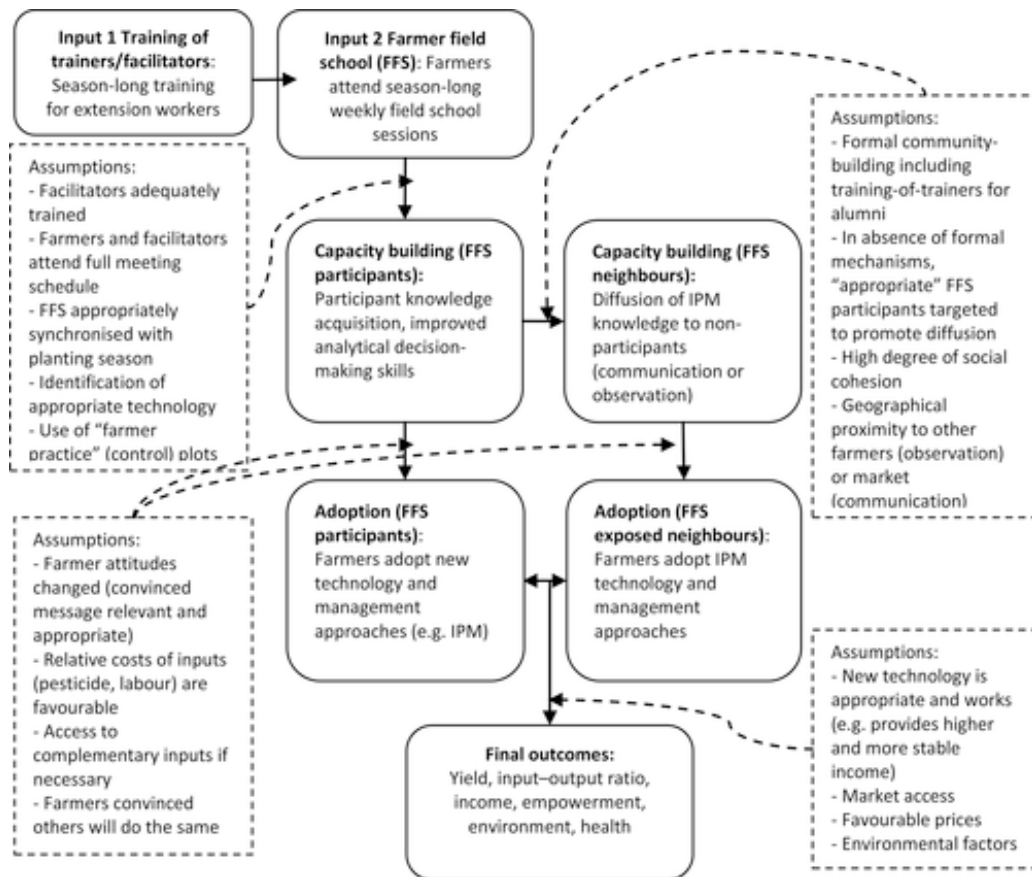 Input 1 Training of
trainers/facilitators:
Season-long training
for extension workers
Input 2 Farmer field
school (FFS): Farmers
attend season-long
weekly field school
sessions
Assumptions:
- Facilitators adequately
trained
- Farmers and facilitators
attend full meeting
schedule
- FFS appropriately
synchronised with
planting season
- Identification of
appropriate technology
- Use of “farmer
practice” (control) plots
Assumptions:
- Formal community-
building including
training-of-trainers for
alumni
- In absence of formal
mechanisms,
“appropriate” FFS
participants targeted
to promote diffusion
- High degree of social
cohesion
- Geographical
proximity to other
farmers (observation)
or market
(communication)
Capacity building (FFS
participants):
Participant knowledge
acquisition, improved
analytical decision-
making skills
Capacity building (FFS
neighbours):
Diffusion of IPM
knowledge to non-
participants
(communication or
observation)
Adoption (FFS
participants):
Farmers adopt new
technology and
management
approaches (e.g. IPM)
Adoption (FFS
exposed neighbours):
Farmers adopt IPM
technology and
management
approaches
Assumptions:
- Farmer attitudes
changed (convinced
message relevant and
appropriate)
- Relative costs of inputs
(pesticide, labour) are
favourable
- Access to
complementary inputs if
necessary
- Farmers convinced
others will do the same
Assumptions:
- New technology is
appropriate and works
(e.g. provides higher
and more stable
income)
- Market access
- Favourable prices
- Environmental factors
Final outcomes:
Yield, input–output ratio,
income, empowerment,
environment, health